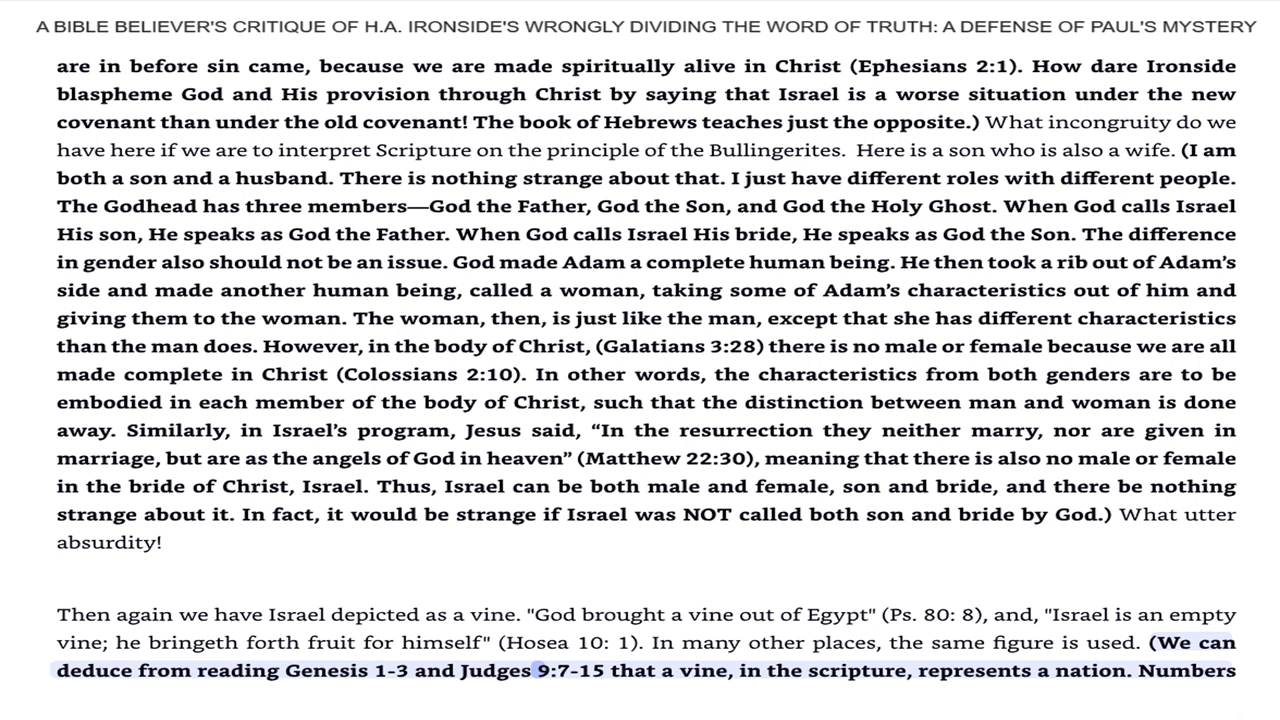 A BIBLE BELIEVER'S CRITIQUE OF H.A. IRONSIDE'S WRONGLY DIVIDING THE WORD OF TRUTH: A DEFENSE OF PAUL'S MYSTERY
are in before sin came, because we are made spiritually alive in Christ (Ephesians 2:1). How dare Ironside
blaspheme God and His provision through Christ by saying that Israel is a worse situation under the new
covenant than under the old covenant! The book of Hebrews teaches just the opposite.) What incongruity do we
have here if we are to interpret Scripture on the principle of the Bullingerites.  Here is a son who is also a wife. (I am
both a son and a husband. There is nothing strange about that. I just have different roles with different people.
The Godhead has three members—God the Father, God the Son, and God the Holy Ghost. When God calls Israel
His son, He speaks as God the Father. When God calls Israel His bride, He speaks as God the Son. The difference
in gender also should not be an issue. God made Adam a complete human being. He then took a rib out of Adam’s
side and made another human being, called a woman, taking some of Adam’s characteristics out of him and
giving them to the woman. The woman, then, is just like the man, except that she has different characteristics
than the man does. However, in the body of Christ, (Galatians 3:28) there is no male or female because we are all
made complete in Christ (Colossians 2:10). In other words, the characteristics from both genders are to be
embodied in each member of the body of Christ, such that the distinction between man and woman is done
away. Similarly, in Israel’s program, Jesus said, “In the resurrection they neither marry, nor are given in
marriage, but are as the angels of God in heaven” (Matthew 22:30), meaning that there is also no male or female
in the bride of Christ, Israel. Thus, Israel can be both male and female, son and bride, and there be nothing
strange about it. In fact, it would be strange if Israel was NOT called both son and bride by God.) What utter
absurdity!
Then again we have Israel depicted as a vine. "God brought a vine out of Egypt" (Ps. 80: 8), and, "Israel is an empty
vine; he bringeth forth fruit for himself" (Hosea 10: 1). In many other places, the same figure is used. (We can
deduce from reading Genesis 1-3 and Judges 9:7-15 that a vine, in the scripture, represents a nation. Numbers